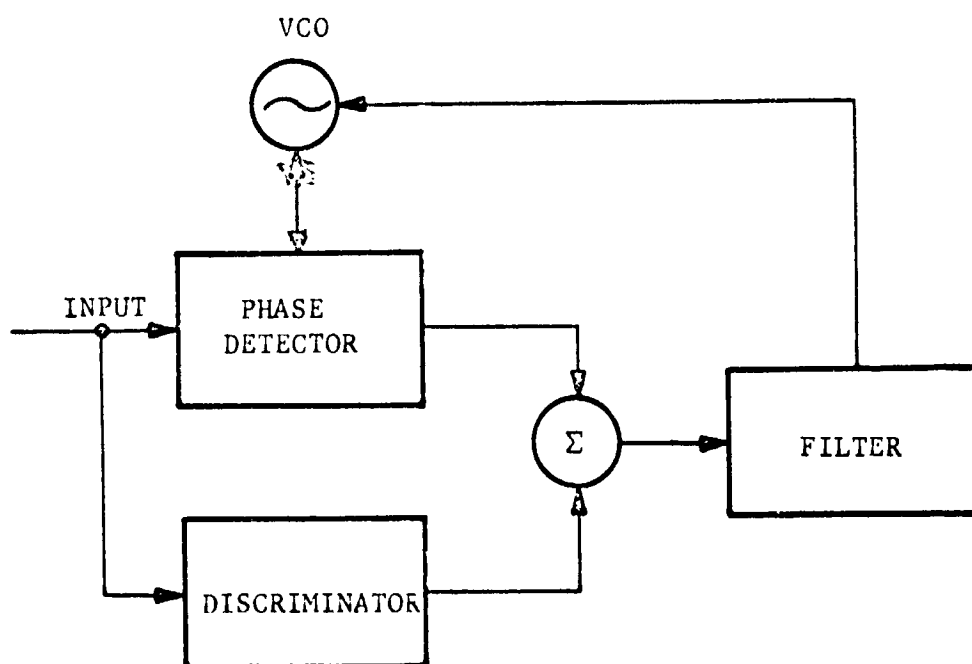 VCO
INPUT
PHASE
DETECTOR
Σ
FILTER
DISCRIMINATOR